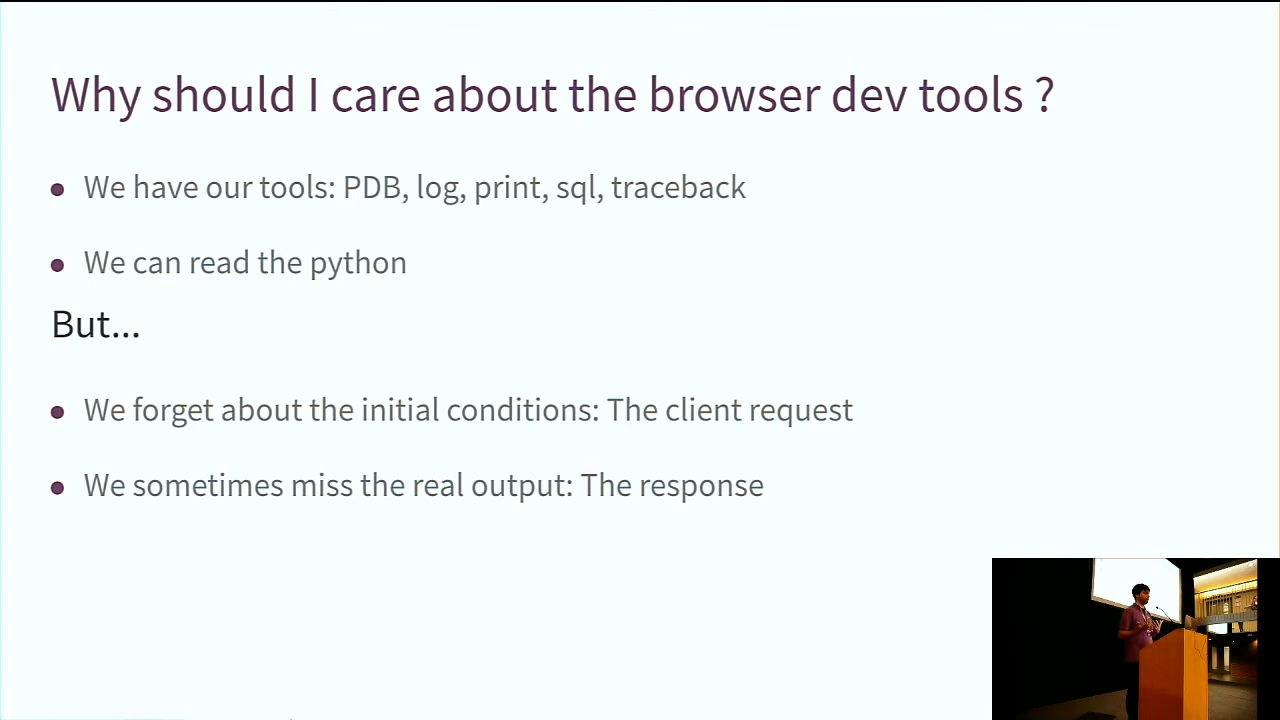 Why should I care about the browser dev tools ?
We have our tools: PDB, log, print, sql, traceback
We can read the python
But...
We forget about the initial conditions: The client request
We sometimes miss the real output: The response